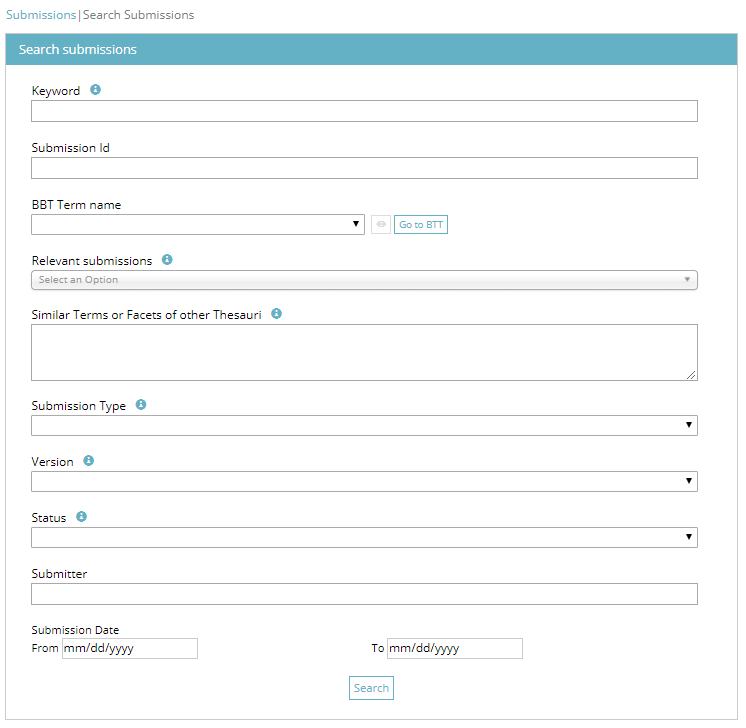 Submissions|Search Submissions
Search submissions
Keyword
Submission Id
BBT Term name
Go to BTT
Relevant submissions
Select an Option
Similar Terms or Facets of other Thesauri
Submission Type
Version
Status
Submitter
Submission Date
From mm/dd/yyyy To mm/dd/yyyy
Search